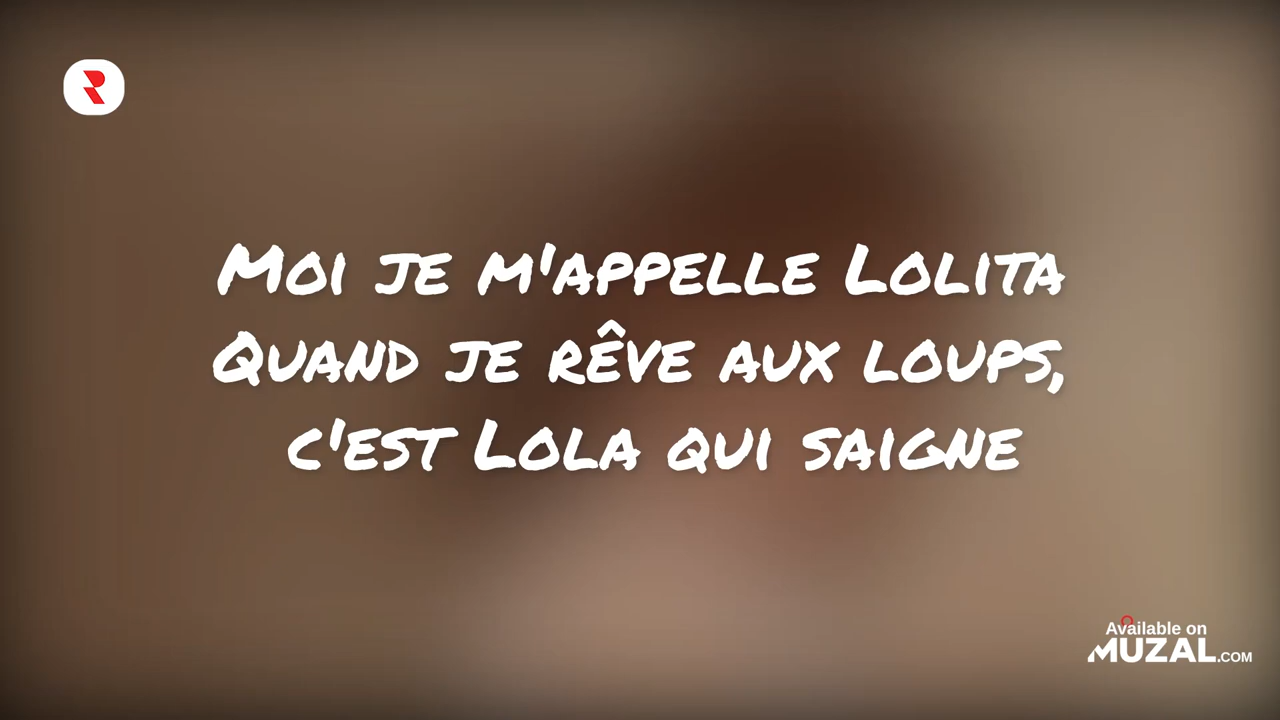 R
Moi je m'appelle Lolita
Quand je rêve aux loups,
c'est Lola qui saigne
Available on
MUZAL.COM